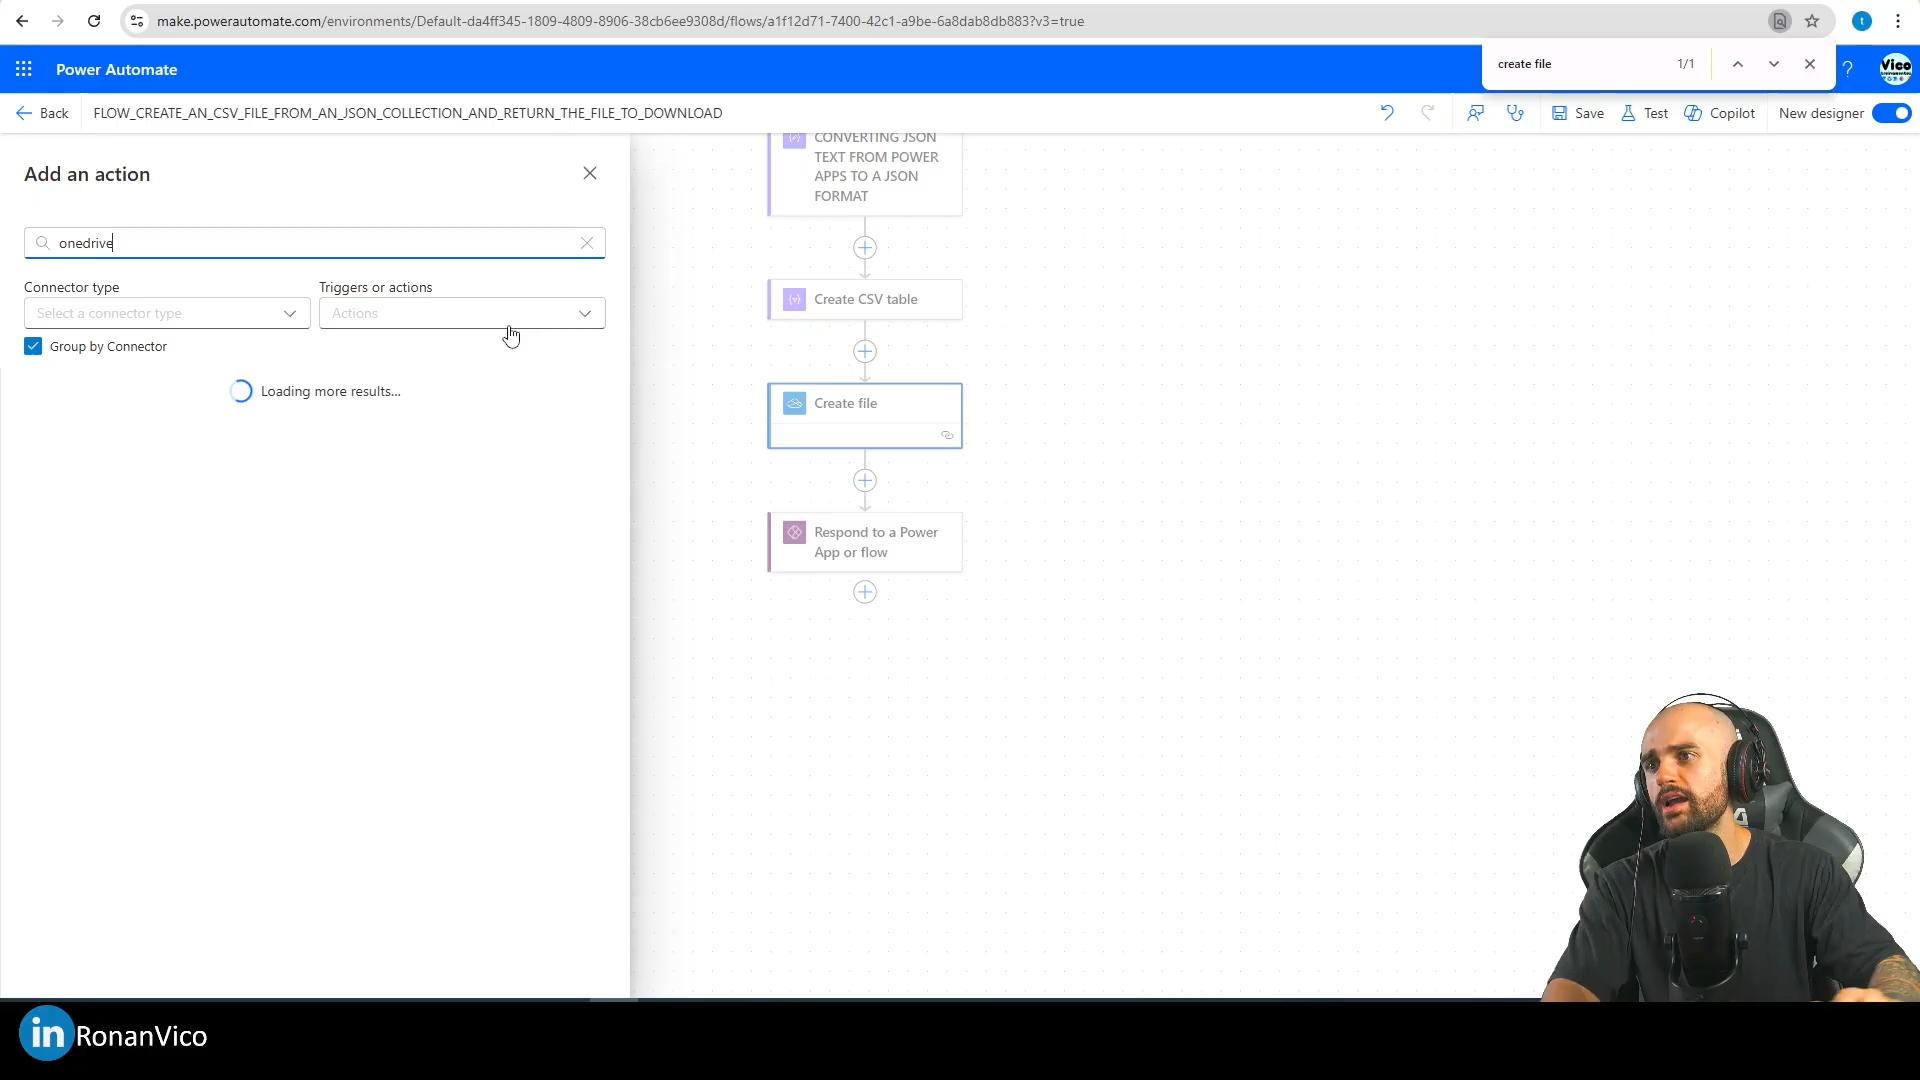 make.powerautomate.com/environments/Default-da4ff345-1809-4809-8906-38cb6ee9308d/flows/a1f12d71-7400-42c1-a9be-6a8dab8db883?v3=true
t
Power Automate
create file
1/1
?
Vico
Back
FLOW_CREATE_AN_CSV_FILE_FROM_AN_JSON_COLLECTION_AND_RETURN_THE_FILE_TO_DOWNLOAD
Save
Test
Copilot
New designer
Add an action
onedrive
Connector type
Triggers or actions
Select a connector type
Actions
Group by Connector
Loading more results...
CONVERTING JSON
TEXT FROM POWER
APPS TO A JSON
FORMAT
Create CSV table
Create file
Respond to a Power
App or flow
in RonanVico